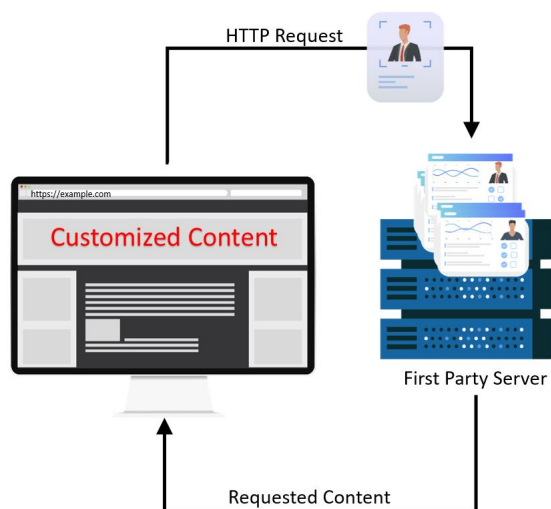 HTTP Request
https://example.com
Customized Content
First Party Server
Requested Content